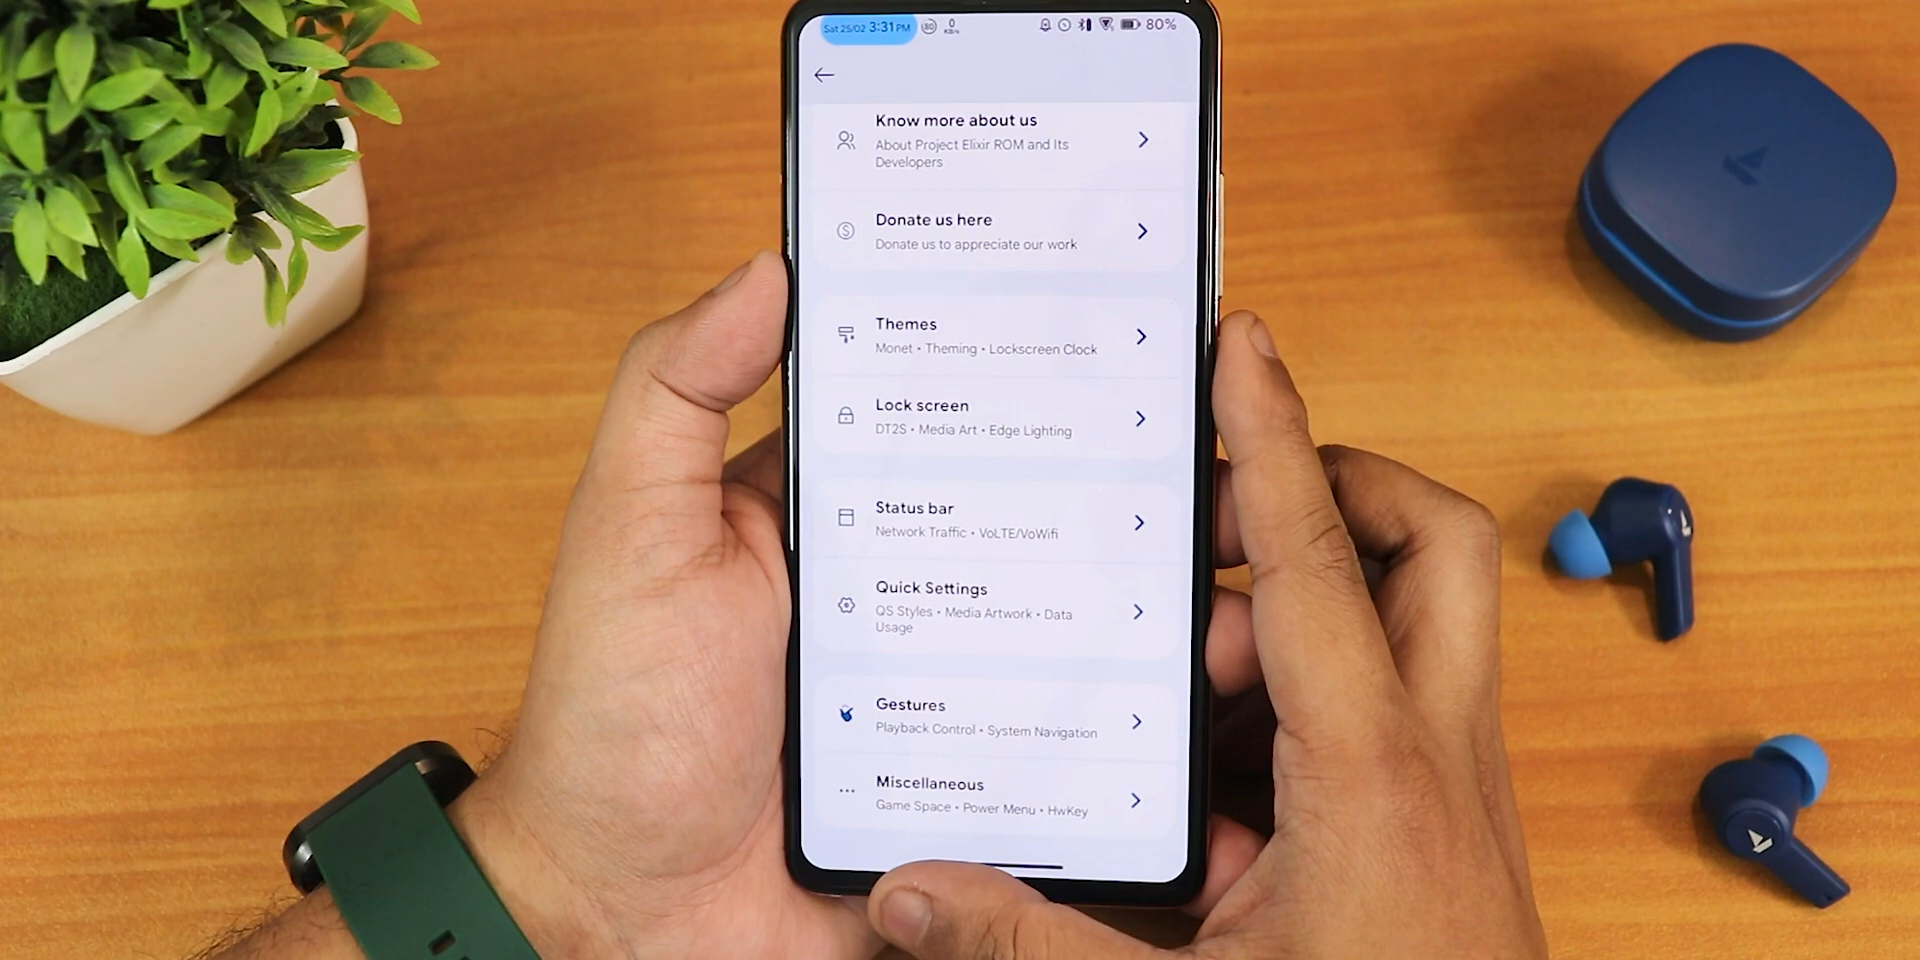 Sat 25/02 3:31 PM 80 0 KB/s 80%
Know more about us
About Project Elixir ROM and Its
Developers
Donate us here
Donate us to appreciate our work
Themes
Monet • Theming • Lockscreen Clock
Lock screen
DT2S • Media Art • Edge Lighting
Status bar
Network Traffic • VoLTE/VoWifi
Quick Settings
QS Styles • Media Artwork • Data
Usage
Gestures
Playback Control • System Navigation
Miscellaneous
Game Space • Power Menu • HwKey